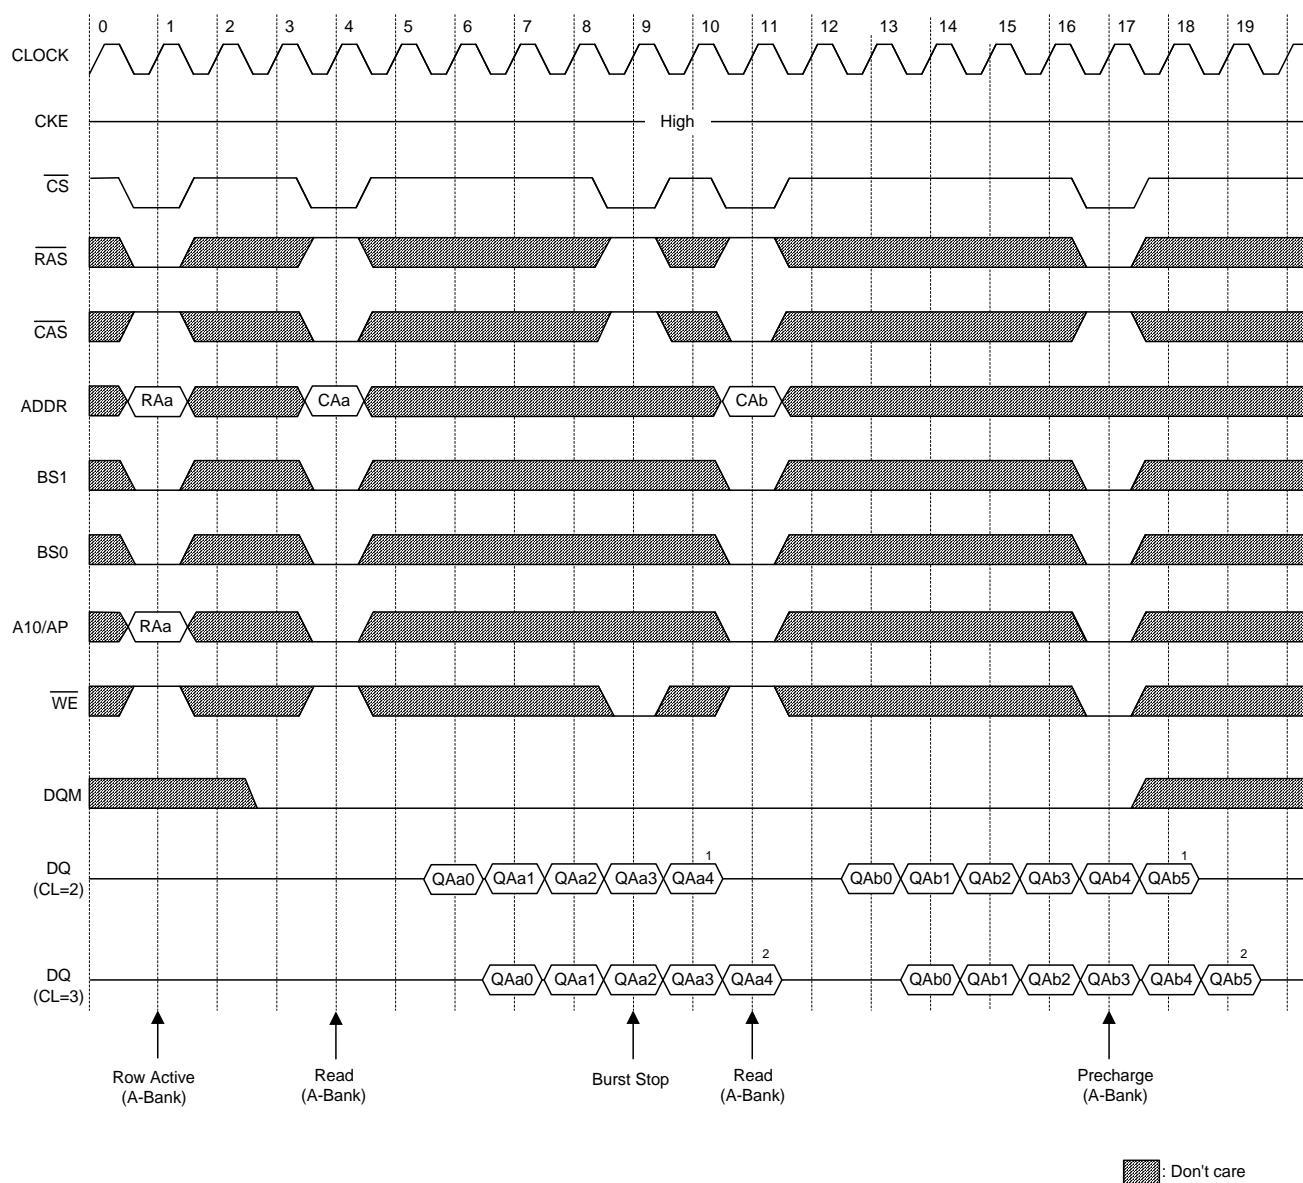 0 1 2 3 4 5 6 7 8 9 10 11 12 13 14 15 16 17 18 19
CLOCK
CKE High
CS
RAS
CAS
ADDR RAa CAa CAb
BS1
BS0
A10/AP RAa
WE
DQM
1 1
DQ
(CL=2) QAa0 QAa1 QAa2 QAa3 QAa4 QAb0 QAb1 QAb2 QAb3 QAb4 QAb5
2 2
DQ
(CL=3) QAa0 QAa1 QAa2 QAa3 QAa4 QAb0 QAb1 QAb2 QAb3 QAb4 QAb5
Row Active Read Burst Stop Read Precharge
(A-Bank) (A-Bank) (A-Bank) (A-Bank)
: Don't care